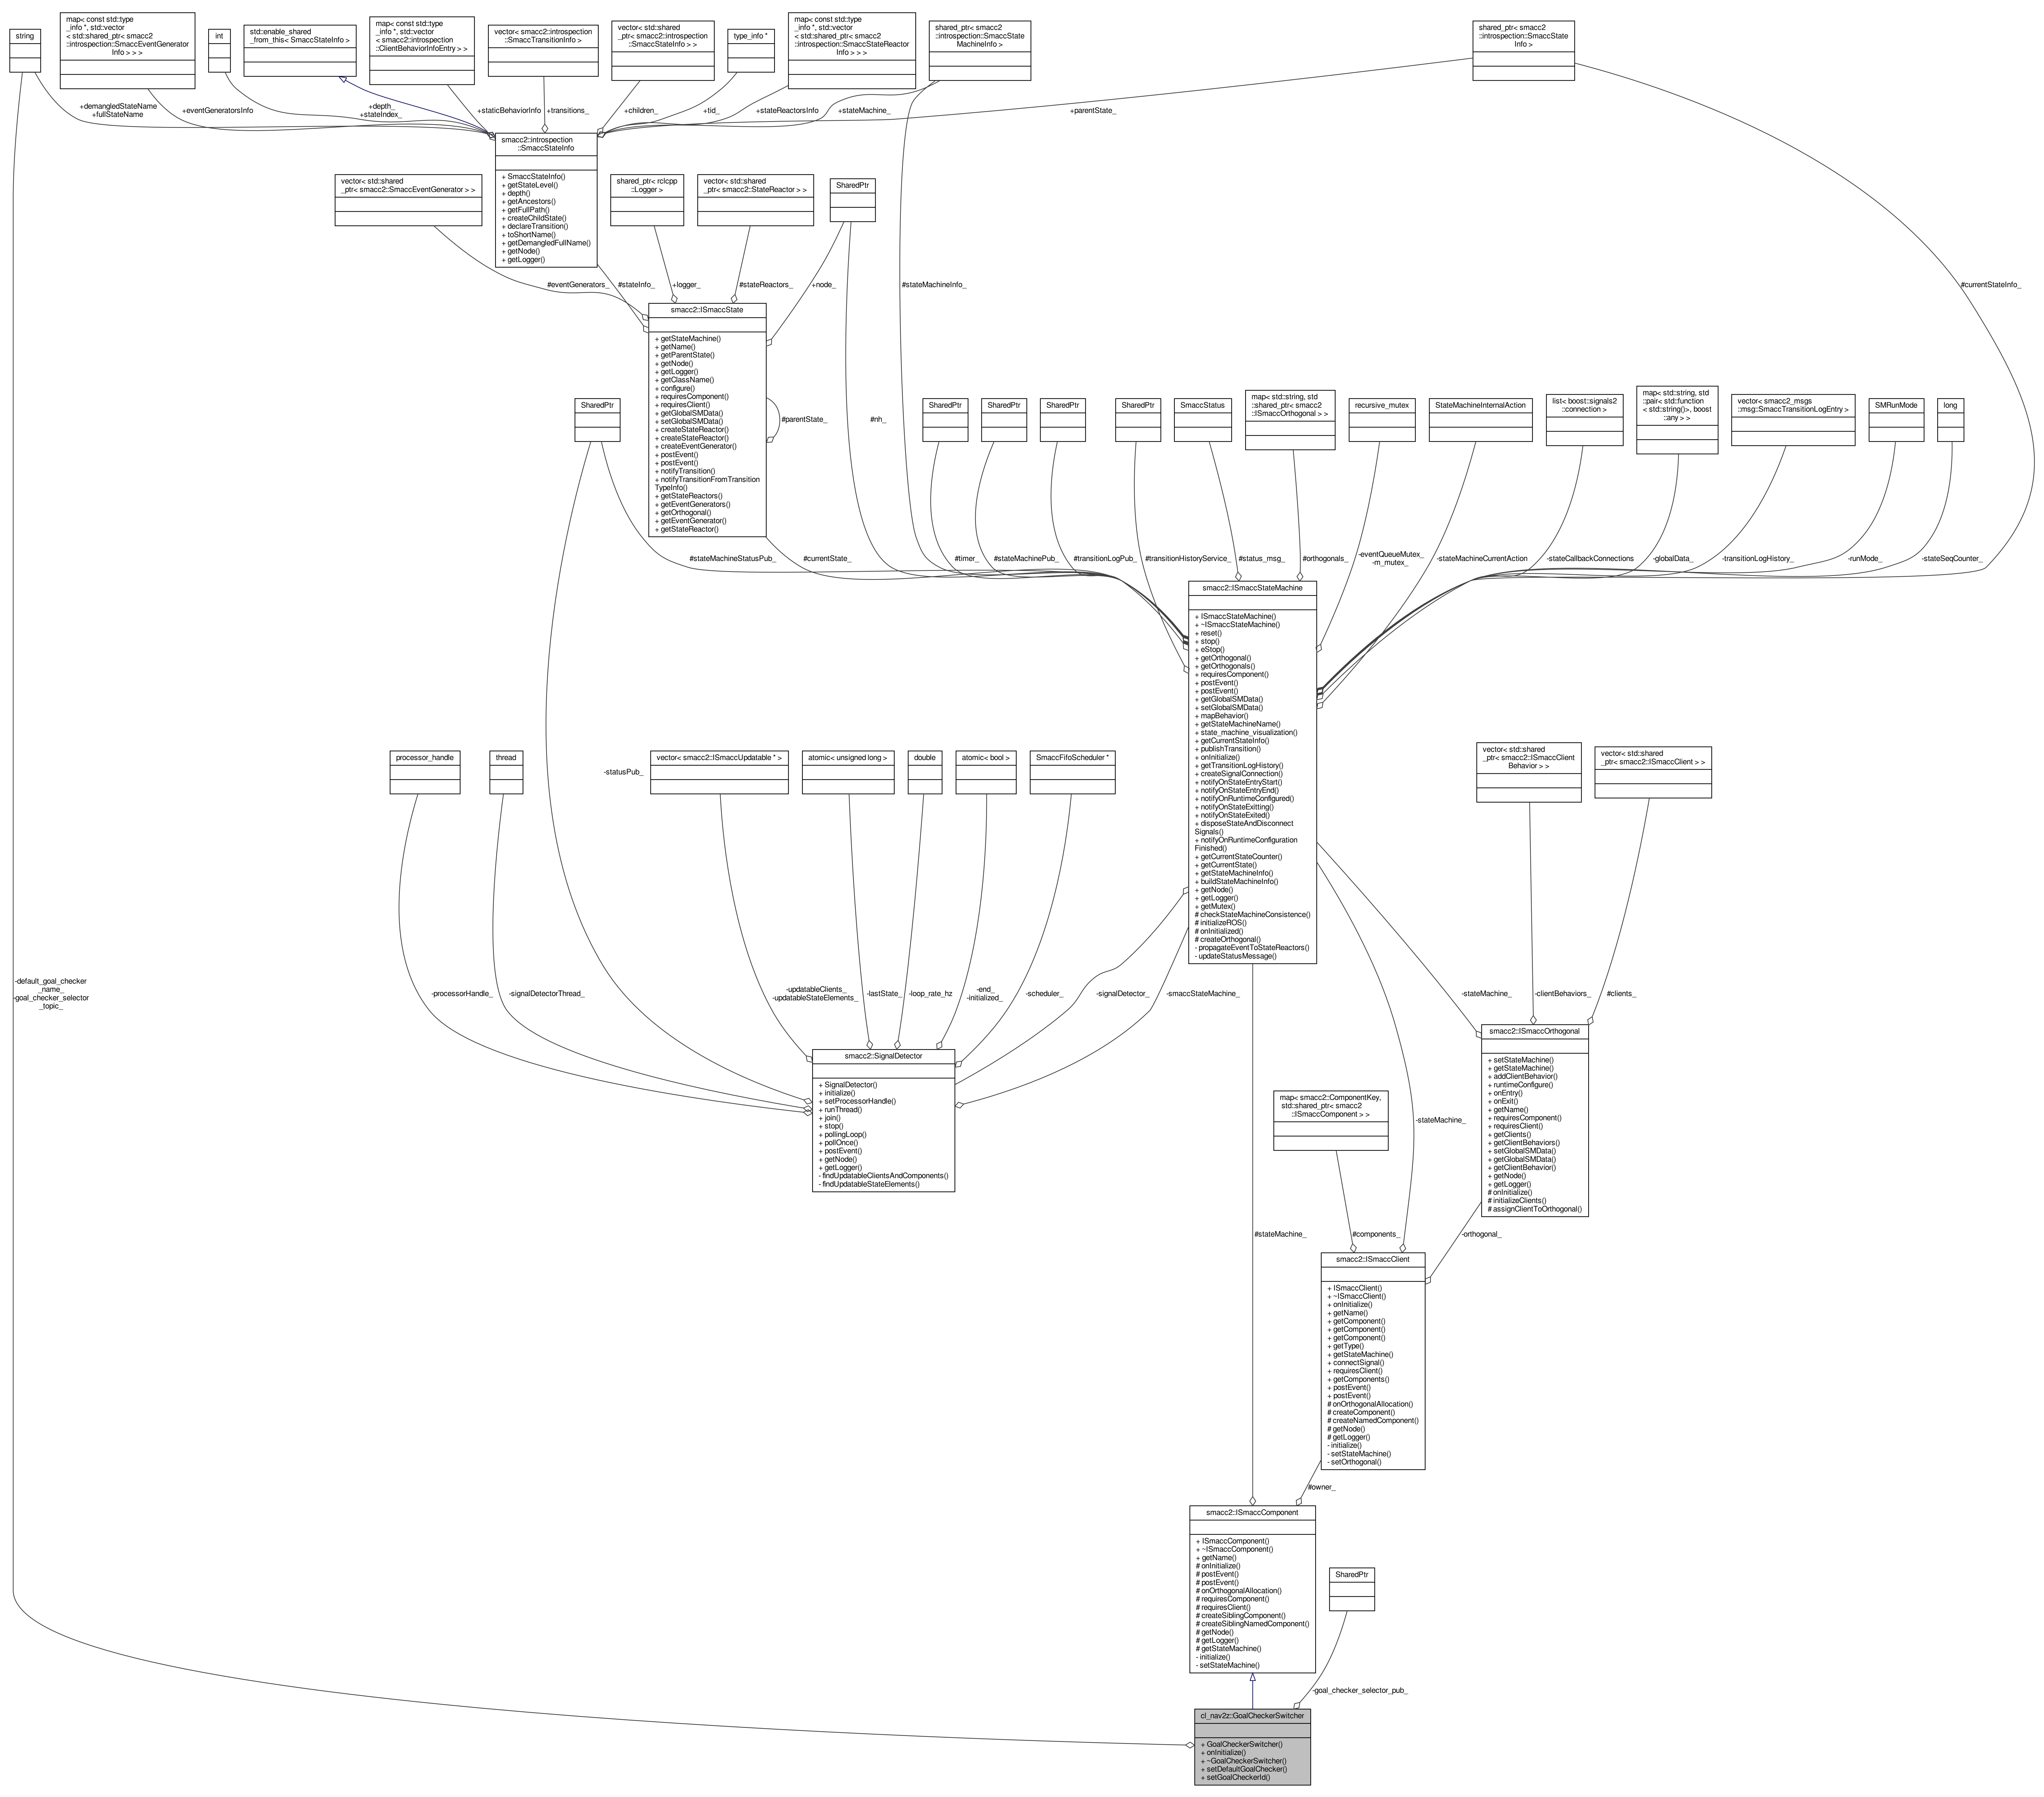 string
map< const std::type
_info *, std::vector
< std::shared_ptr< smacc2
::introspection::SmaccEventGenerator
Info > > >
int
std::enable_shared
_from_this< SmaccStateInfo >
map< const std::type
_info *, std::vector
< smacc2::introspection
::ClientBehaviorInfoEntry > >
vector< smacc2::introspection
::SmaccTransitionInfo >
vector< std::shared
_ptr< smacc2::introspection
::SmaccStateInfo > >
type_info *
map< const std::type
_info *, std::vector
< std::shared_ptr< smacc2
::introspection::SmaccStateReactor
Info > > >
shared_ptr< smacc2
::introspection::SmaccState
MachineInfo >
shared_ptr< smacc2
::introspection::SmaccState
Info >
+demangledStateName
+fullStateName
+eventGeneratorsInfo
+depth_
+stateIndex_
+staticBehaviorInfo
+transitions_
+children_
+tid_
+stateReactorsInfo
+stateMachine_
+parentState_
smacc2::introspection
::SmaccStateInfo
+ SmaccStateInfo()
+ getStateLevel()
+ depth()
+ getAncestors()
+ getFullPath()
+ createChildState()
+ declareTransition()
+ toShortName()
+ getDemangledFullName()
+ getNode()
+ getLogger()
vector< std::shared
_ptr< smacc2::SmaccEventGenerator > >
shared_ptr< rclcpp
::Logger >
vector< std::shared
_ptr< smacc2::StateReactor > >
SharedPtr
#eventGenerators_
#stateInfo_
+logger_
#stateReactors_
+node_
#stateMachineInfo_
#currentStateInfo_
smacc2::ISmaccState
+ getStateMachine()
+ getName()
+ getParentState()
+ getNode()
+ getLogger()
+ getClassName()
+ configure()
+ requiresComponent()
+ requiresClient()
+ getGlobalSMData()
+ setGlobalSMData()
+ createStateReactor()
+ createStateReactor()
+ createEventGenerator()
+ postEvent()
+ postEvent()
+ notifyTransition()
+ notifyTransitionFromTransition
TypeInfo()
+ getStateReactors()
+ getEventGenerators()
+ getOrthogonal()
+ getEventGenerator()
+ getStateReactor()
#parentState_
#nh_
SharedPtr
SharedPtr
SharedPtr
SharedPtr
SharedPtr
SmaccStatus
map< std::string, std
::shared_ptr< smacc2
::ISmaccOrthogonal > >
recursive_mutex
StateMachineInternalAction
list< boost::signals2
::connection >
map< std::string, std
::pair< std::function
< std::string()>, boost
::any > >
vector< smacc2_msgs
::msg::SmaccTransitionLogEntry >
SMRunMode
long
#stateMachineStatusPub_
#currentState_
#timer_
#stateMachinePub_
#transitionLogPub_
#transitionHistoryService_
#status_msg_
#orthogonals_
-eventQueueMutex_
-m_mutex_
-stateMachineCurrentAction
-stateCallbackConnections
-globalData_
-transitionLogHistory_
-runMode_
-stateSeqCounter_
smacc2::ISmaccStateMachine
+ ISmaccStateMachine()
+ ~ISmaccStateMachine()
+ reset()
+ stop()
+ eStop()
+ getOrthogonal()
+ getOrthogonals()
+ requiresComponent()
+ postEvent()
+ postEvent()
+ getGlobalSMData()
+ setGlobalSMData()
+ mapBehavior()
+ getStateMachineName()
+ state_machine_visualization()
+ getCurrentStateInfo()
+ publishTransition()
+ onInitialize()
+ getTransitionLogHistory()
+ createSignalConnection()
+ notifyOnStateEntryStart()
+ notifyOnStateEntryEnd()
+ notifyOnRuntimeConfigured()
+ notifyOnStateExitting()
+ notifyOnStateExited()
+ disposeStateAndDisconnect
Signals()
+ notifyOnRuntimeConfiguration
Finished()
+ getCurrentStateCounter()
+ getCurrentState()
+ getStateMachineInfo()
+ buildStateMachineInfo()
+ getNode()
+ getLogger()
+ getMutex()
# checkStateMachineConsistence()
# initializeROS()
# onInitialized()
# createOrthogonal()
- propagateEventToStateReactors()
- updateStatusMessage()
processor_handle
thread
-statusPub_
vector< smacc2::ISmaccUpdatable * >
atomic< unsigned long >
double
atomic< bool >
SmaccFifoScheduler *
vector< std::shared
_ptr< smacc2::ISmaccClient
Behavior > >
vector< std::shared
_ptr< smacc2::ISmaccClient > >
-default_goal_checker
_name_
-goal_checker_selector
_topic_
-processorHandle_
-signalDetectorThread_
-updatableClients_
-updatableStateElements_
-lastState_
-loop_rate_hz
-end_
-initialized_
-scheduler_
-signalDetector_
-smaccStateMachine_
-stateMachine_
-clientBehaviors_
#clients_
smacc2::SignalDetector
+ SignalDetector()
+ initialize()
+ setProcessorHandle()
+ runThread()
+ join()
+ stop()
+ pollingLoop()
+ pollOnce()
+ postEvent()
+ getNode()
+ getLogger()
- findUpdatableClientsAndComponents()
- findUpdatableStateElements()
smacc2::ISmaccOrthogonal
+ setStateMachine()
+ getStateMachine()
+ addClientBehavior()
+ runtimeConfigure()
+ onEntry()
+ onExit()
+ getName()
+ requiresComponent()
+ requiresClient()
+ getClients()
+ getClientBehaviors()
+ setGlobalSMData()
+ getGlobalSMData()
+ getClientBehavior()
+ getNode()
+ getLogger()
# onInitialize()
# initializeClients()
# assignClientToOrthogonal()
map< smacc2::ComponentKey,
std::shared_ptr< smacc2
::ISmaccComponent > >
-stateMachine_
#stateMachine_
#components_
-orthogonal_
smacc2::ISmaccClient
+ ISmaccClient()
+ ~ISmaccClient()
+ onInitialize()
+ getName()
+ getComponent()
+ getComponent()
+ getComponent()
+ getType()
+ getStateMachine()
+ connectSignal()
+ requiresClient()
+ getComponents()
+ postEvent()
+ postEvent()
# onOrthogonalAllocation()
# createComponent()
# createNamedComponent()
# getNode()
# getLogger()
- initialize()
- setStateMachine()
- setOrthogonal()
#owner_
smacc2::ISmaccComponent
+ ISmaccComponent()
+ ~ISmaccComponent()
+ getName()
# onInitialize()
# postEvent()
# postEvent()
# onOrthogonalAllocation()
# requiresComponent()
# requiresClient()
# createSiblingComponent()
# createSiblingNamedComponent()
# getNode()
# getLogger()
# getStateMachine()
- initialize()
- setStateMachine()
SharedPtr
-goal_checker_selector_pub_
cl_nav2z::GoalCheckerSwitcher
+ GoalCheckerSwitcher()
+ onInitialize()
+ ~GoalCheckerSwitcher()
+ setDefaultGoalChecker()
+ setGoalCheckerId()